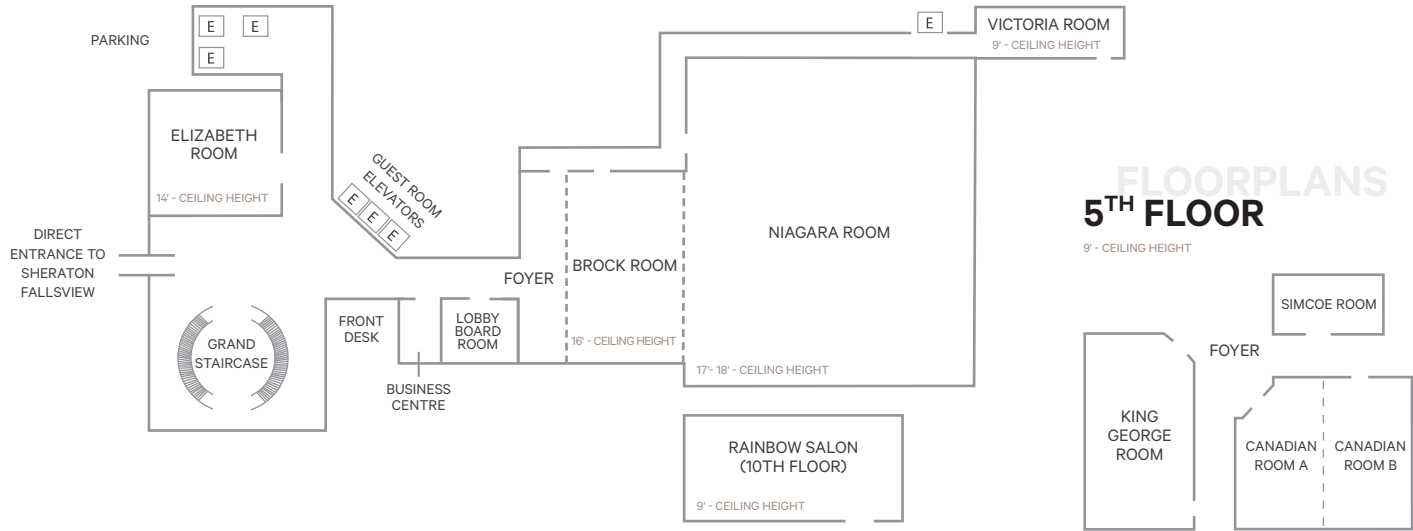 PARKING
E
E
E
ELIZABETH
ROOM
14' - CEILING HEIGHT
GUEST ROOM
ELEVATORS
E
E
E
DIRECT
ENTRANCE TO
SHERATON
FALLSVIEW
GRAND
STAIRCASE
FRONT
DESK
BUSINESS
CENTRE
LOBBY
BOARD
ROOM
FOYER
BROCK ROOM
16' - CEILING HEIGHT
NIAGARA ROOM
17'- 18' - CEILING HEIGHT
E
VICTORIA ROOM
9' - CEILING HEIGHT
RAINBOW SALON
(10TH FLOOR)
9' - CEILING HEIGHT
FLOORPLANS
5TH FLOOR
9' - CEILING HEIGHT
SIMCOE ROOM
FOYER
KING
GEORGE
ROOM
CANADIAN
ROOM A
CANADIAN
ROOM B